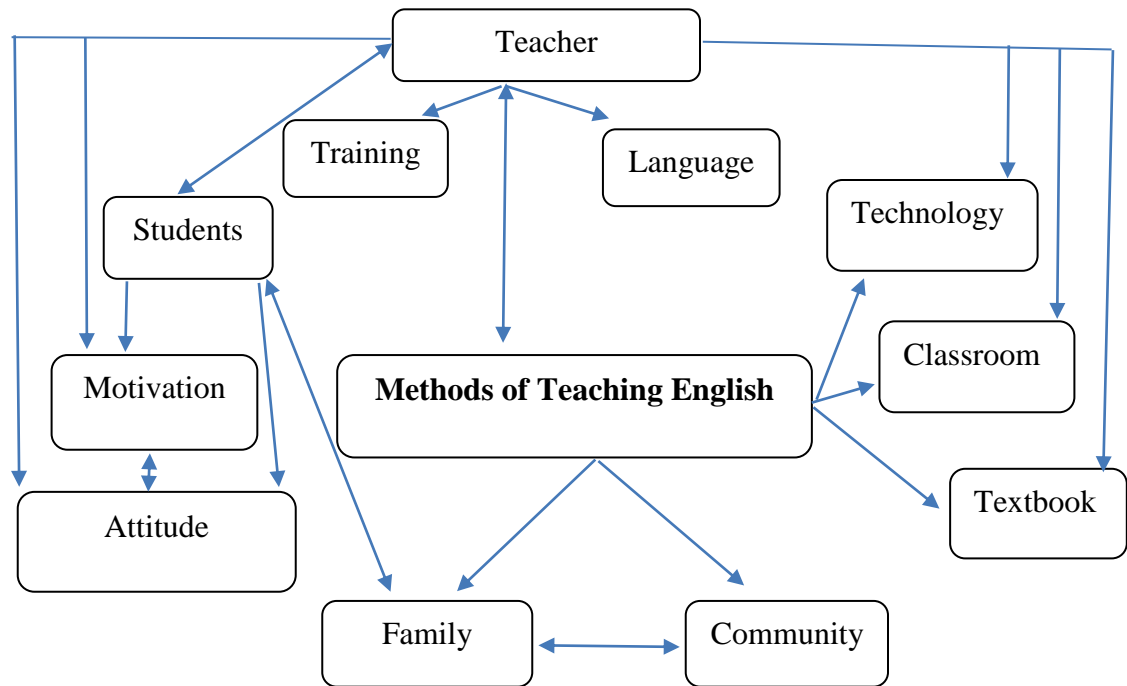 Teacher
Training
Language
Students
Technology
Motivation
Methods of Teaching English
Classroom
Attitude
Textbook
Family
Community